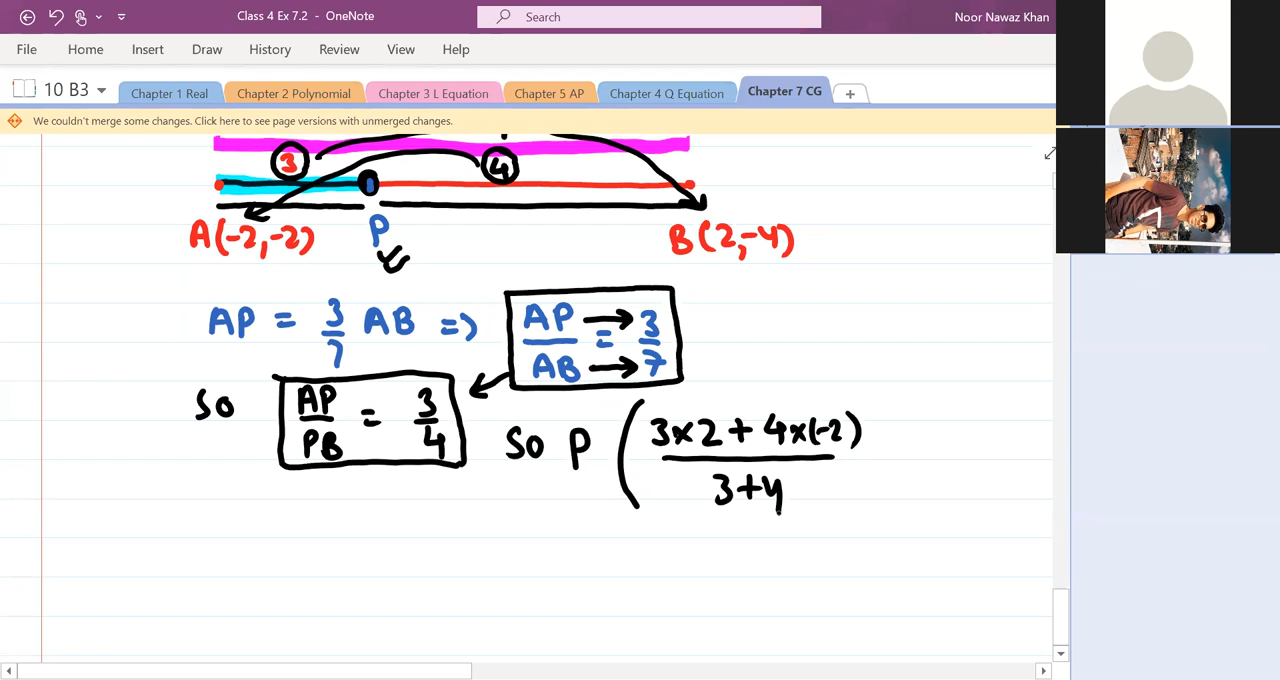 Class 4 Ex 7.2 - OneNote
Search
Noor Nawaz Khan
File Home Insert Draw History Review View Help
10 B3
Chapter 1 Real
Chapter 2 Polynomial
Chapter 3 L Equation
Chapter 5 AP
Chapter 4 Q Equation
Chapter 7 CG
We couldn't merge some changes. Click here to see page versions with unmerged changes.
3 4
A(-2,-2) P B(2,-4)
AP = 3/7 AB => AP/AB → = → 3/7
So AP/PB = 3/4 So P ( (3×2 + 4×(-2))/(3+4)